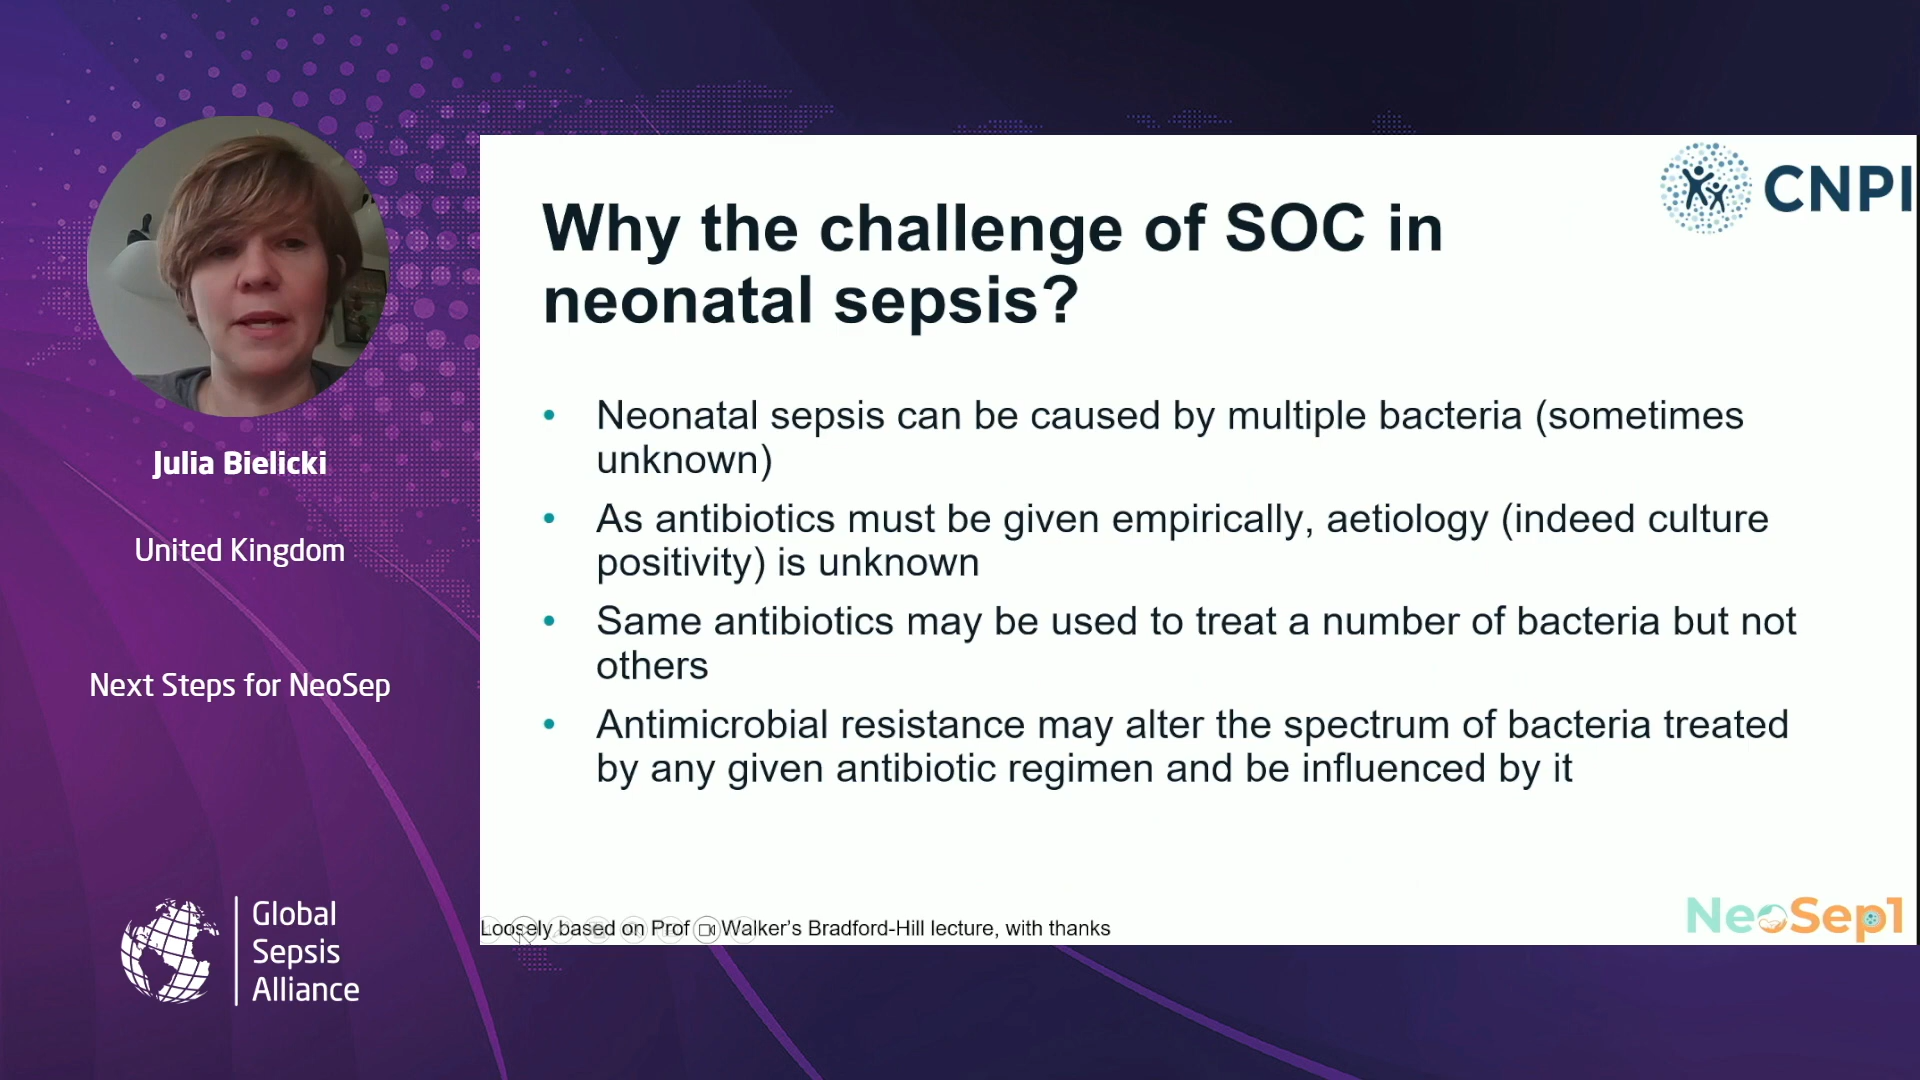 Julia Bielicki
United Kingdom
Next Steps for NeoSep
Global
Sepsis
Alliance
CNPI
Why the challenge of SOC in
neonatal sepsis?
• Neonatal sepsis can be caused by multiple bacteria (sometimes
unknown)
• As antibiotics must be given empirically, aetiology (indeed culture
positivity) is unknown
• Same antibiotics may be used to treat a number of bacteria but not
others
• Antimicrobial resistance may alter the spectrum of bacteria treated
by any given antibiotic regimen and be influenced by it
Loosely based on Prof Walker's Bradford-Hill lecture, with thanks
NeoSep1